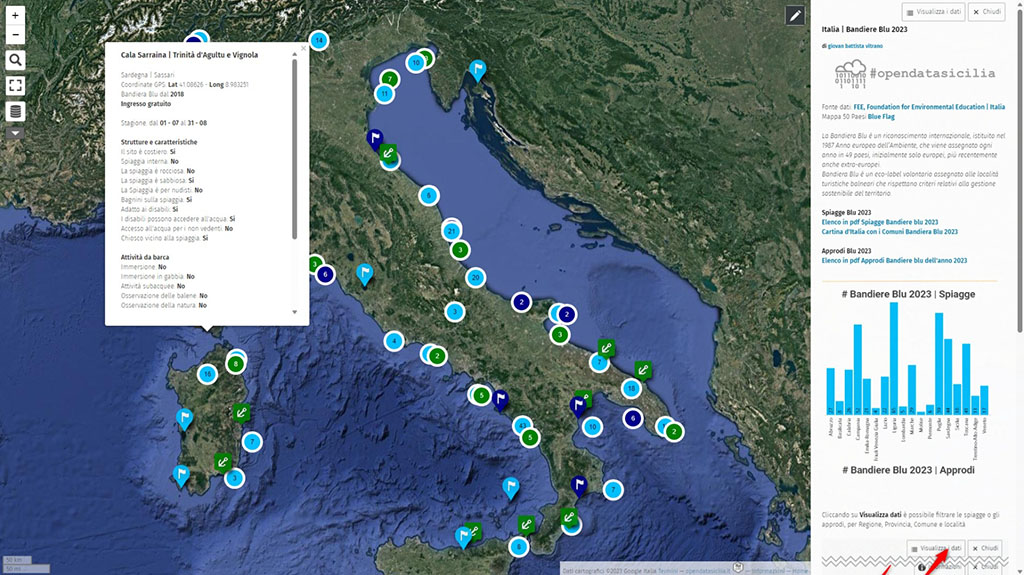 Cala Sarraina | Trinità d'Agultu e Vignola
Sardegna | Sassari
Coordinate GPS: Lat 41.08626 - Long 8.983251
Bandiera Blu dal 2018
Ingresso gratuito
Stagione: dal 01 - 07 al 31 - 08
Strutture e caratteristiche
Il sito è costiero: Sì
Spiaggia interna: No
La spiaggia è rocciosa: No
La spiaggia è sabbiosa: Sì
La Spiaggia è per nudisti: No
Bagnini sulla spiaggia: Sì
Adatto ai disabili: Sì
I disabili possono accedere all'acqua: Sì
Accesso all'acqua per i non vedenti: No
Chiosco vicino alla spiaggia: Sì
Attività da barca
Immersione: No
Immersione in gabbia: No
Attività subacquee: No
Osservazione delle balene: No
Osservazione della natura: No
14
10
7
11
6
21
3
20
3
6
3
2
2
3
4
2
7
18
5
43
5
10
6
2
16
8
7
3
7
6
50 km
50 mi
Dati cartografici ©2023 Google Italia Termini — opendatasicilia.it — Informazioni — Home
Visualizza i dati
Chiudi
Italia | Bandiere Blu 2023
di giovan battista vitrano
#opendatasicilia
Fonte dati: FEE, Foundation for Environmental Education | Italia
Mappa 50 Paesi Blue Flag
La Bandiera Blu è un riconoscimento internazionale, istituito nel
1987 Anno europeo dell'Ambiente, che viene assegnato ogni
anno in 49 paesi, inizialmente solo europei, più recentemente
anche extra-europei.
Bandiera Blu è un eco-label volontario assegnato alle località
turistiche balneari che rispettano criteri relativi alla gestione
sostenibile del territorio.
Spiagge Blu 2023
Elenco in pdf Spiagge Bandiere blu 2023
Cartina d'Italia con i Comuni Bandiera Blu 2023
Approdi Blu 2023
Elenco in pdf Approdi Bandiere blu dell'anno 2023
# Bandiere Blu 2023 | Spiagge
Abruzzo
Basilicata
Calabria
Campania
Emilia-Romagna
Friuli Venezia Giulia
Lazio
Liguria
Lombardia
Marche
Molise
Piemonte
Puglia
Sardegna
Sicilia
Toscana
Trentino-Alto Adige
Veneto
# Bandiere Blu 2023 | Approdi
Cliccando su Visualizza dati è possibile filtrare le spiagge o gli
approdi, per Regione, Provincia, Comune e località
Visualizza i dati
Chiudi
Chiudi